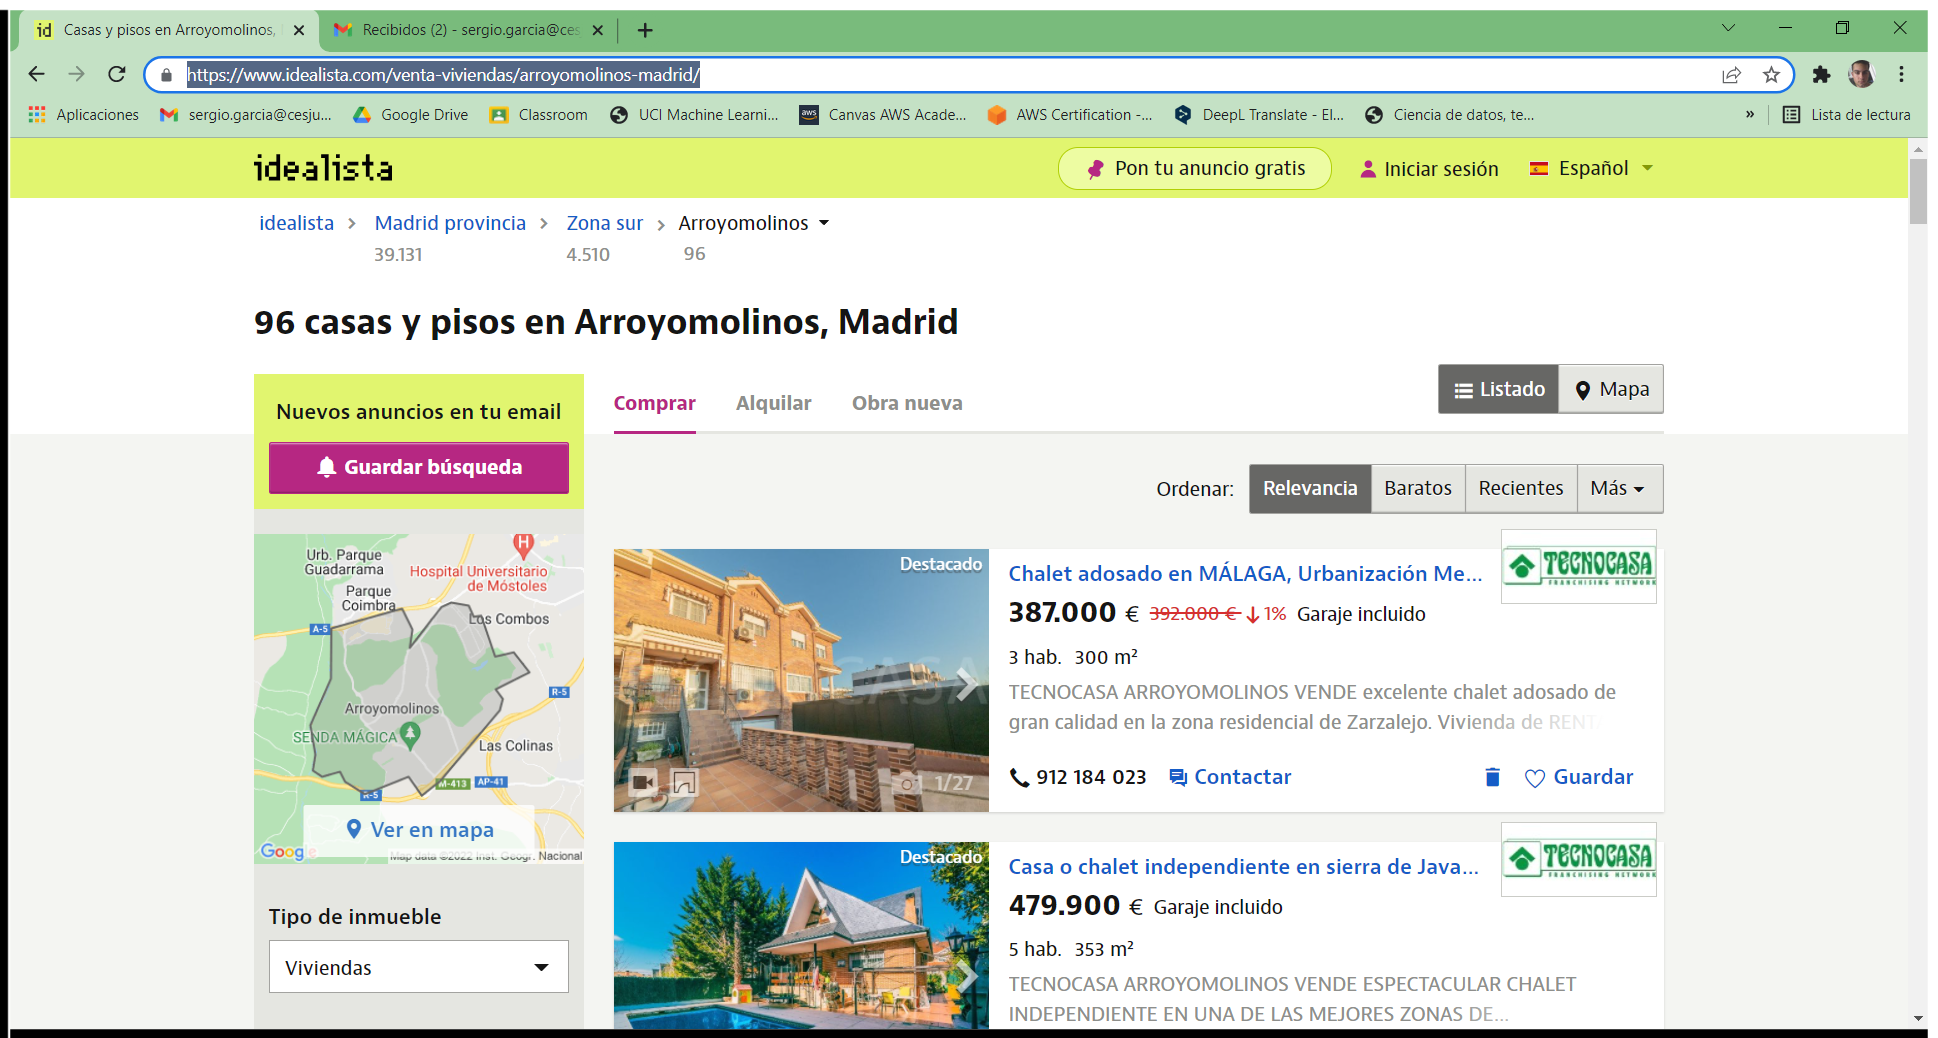 Casas y pisos en Arroyomolinos,
Recibidos (2) - sergio.garcia@ces
https://www.idealista.com/venta-viviendas/arroyomolinos-madrid/
Aplicaciones
sergio.garcia@cesju...
Google Drive
Classroom
UCI Machine Learni...
aws
Canvas AWS Acade...
AWS Certification -...
DeepL Translate - El...
Ciencia de datos, te...
»
Lista de lectura
idealista
Pon tu anuncio gratis
Iniciar sesión
Español
idealista > Madrid provincia > Zona sur > Arroyomolinos
39.131 4.510 96
96 casas y pisos en Arroyomolinos, Madrid
Nuevos anuncios en tu email
Guardar búsqueda
Comprar Alquilar Obra nueva
Listado Mapa
Ordenar: Relevancia Baratos Recientes Más
Urb. Parque
Guadarrama
H
Hospital Universitario
de Móstoles
Parque
Coimbra
Los Combos
A-5
R-5
Arroyomolinos
SENDA MÁGICA
Las Colinas
M-413
AP-41
R-5
Ver en mapa
Google
Map data ©2022 Inst. Geogr. Nacional
Tipo de inmueble
Viviendas
Destacado
1/27
Chalet adosado en MÁLAGA, Urbanización Me...
TECNOCASA
FRANCHISING NETWORK
387.000 € 392.000 € 1% Garaje incluido
3 hab. 300 m²
TECNOCASA ARROYOMOLINOS VENDE excelente chalet adosado de
gran calidad en la zona residencial de Zarzalejo. Vivienda de RENT
912 184 023 Contactar Guardar
Destacado
Casa o chalet independiente en sierra de Java...
TECNOCASA
FRANCHISING NETWORK
479.900 € Garaje incluido
5 hab. 353 m²
TECNOCASA ARROYOMOLINOS VENDE ESPECTACULAR CHALET
INDEPENDIENTE EN UNA DE LAS MEJORES ZONAS DE...